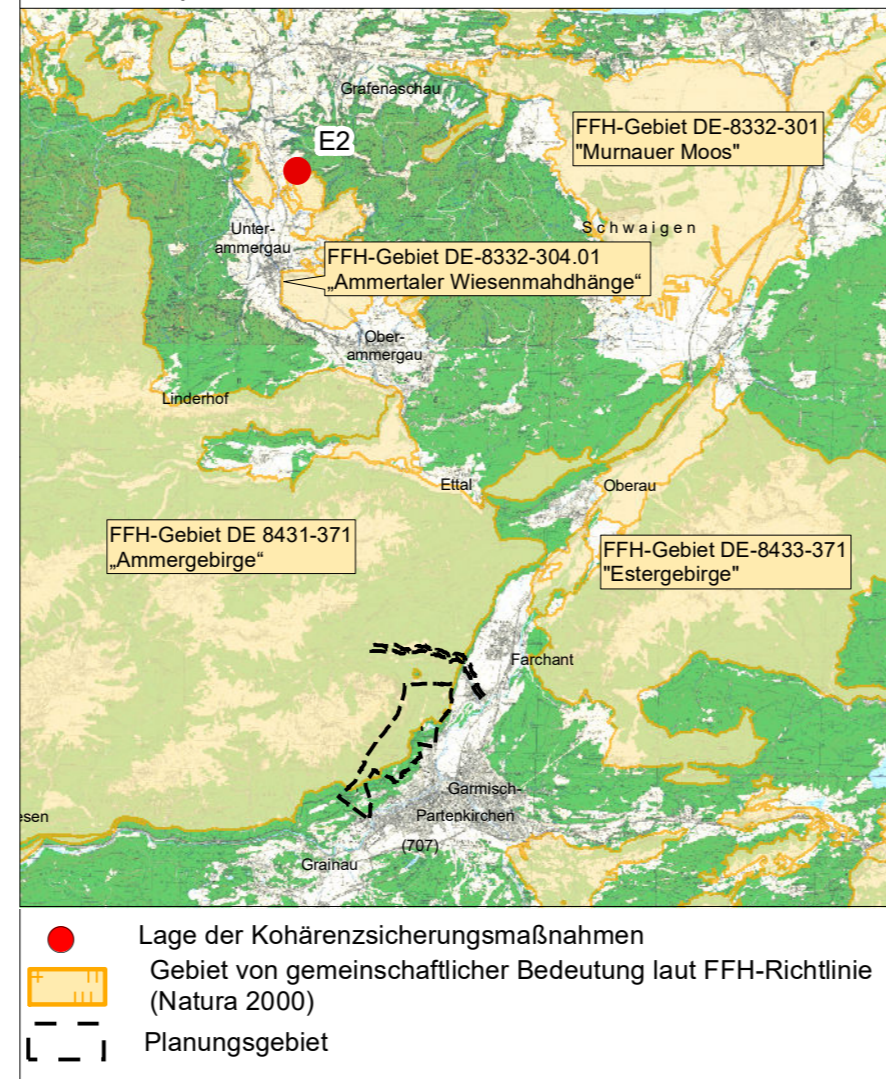 Grafenaschau
E2
FFH-Gebiet DE-8332-301
"Murnauer Moos"
Schwaigen
Unter-
ammergau
FFH-Gebiet DE-8332-304.01
„Ammertaler Wiesenmahdhänge“
Ober-
ammergau
Linderhof
Ettal
Oberau
FFH-Gebiet DE 8431-371
„Ammergebirge“
FFH-Gebiet DE-8433-371
"Estergebirge"
Farchant
Garmisch-
Partenkirchen
(707)
esen
Grainau
Lage der Kohärenzsicherungsmaßnahmen
Gebiet von gemeinschaftlicher Bedeutung laut FFH-Richtlinie
(Natura 2000)
Planungsgebiet